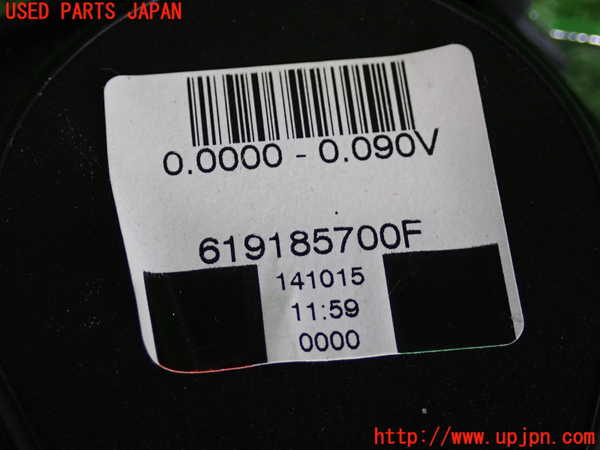 USED PARTS JAPAN
0.0000 - 0.090V
619185700F
141015
11:59
0000
http://www.upjpn.com/